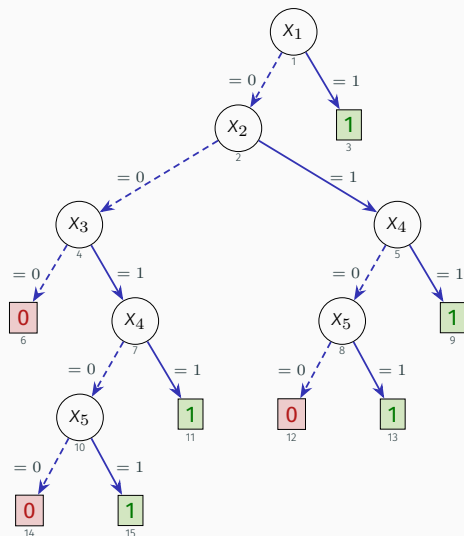 X₁
1
= 0 = 1
X₂ 1
2 3
= 0 = 1
X₃ X₄
4 5
= 0 = 1 = 0 = 1
0 X₄ X₅ 1
6 7 8 9
= 0 = 1 = 0 = 1
X₅ 1 0 1
10 11 12 13
= 0 = 1
0 1
14 15